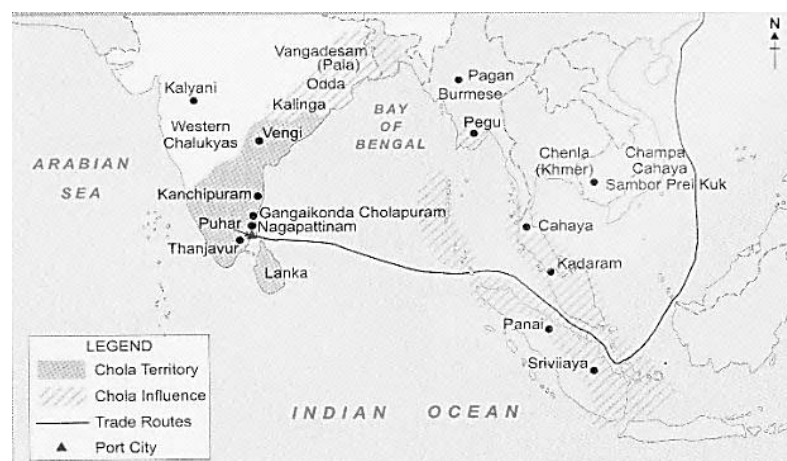 N
Vangadesam
(Pala)
Odda
Kalinga
Kalyani
Western
Chalukyas
Vengi
BAY
OF
BENGAL
Pagan
Burmese
Pegu
Chenla
(Khmer)
Champa
Cahaya
Sambor Prei Kuk
ARABIAN
SEA
Kanchipuram
Gangaikonda Cholapuram
Puhar
Nagapattinam
Thanjavur
Lanka
Cahaya
Kadaram
Panai
Sriviiaya
LEGEND
Chola Territory
Chola Influence
Trade Routes
Port City
INDIAN OCEAN